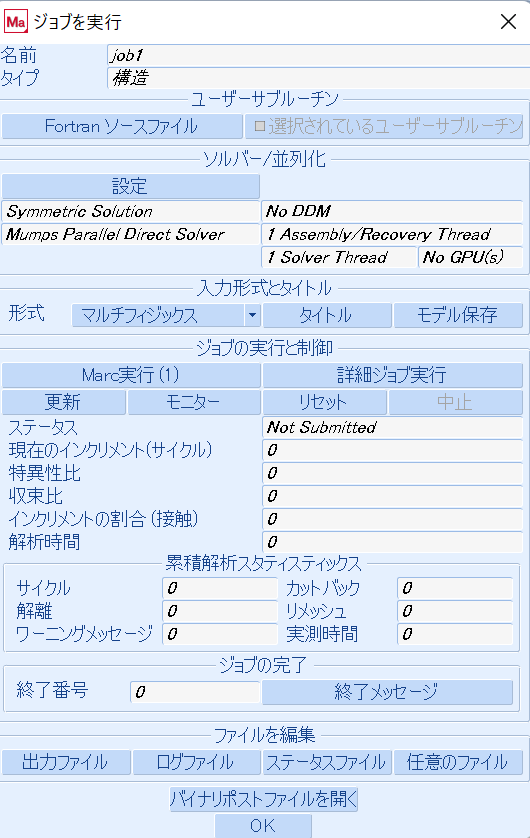 Ma ジョブを実行
名前 job1
タイプ 構造
ユーザーサブルーチン
Fortran ソースファイル 選択されているユーザーサブルーチン
ソルバー/並列化
設定
Symmetric Solution No DDM
Mumps Parallel Direct Solver 1 Assembly/Recovery Thread
1 Solver Thread No GPU(s)
入力形式とタイトル
形式 マルチフィジックス タイトル モデル保存
ジョブの実行と制御
Marc実行 (1) 詳細ジョブ実行
更新 モニター リセット 中止
ステータス Not Submitted
現在のインクリメント(サイクル) 0
特異性比 0
収束比 0
インクリメントの割合 (接触) 0
解析時間 0
累積解析スタティスティックス
サイクル 0 カットバック 0
解離 0 リメッシュ 0
ワーニングメッセージ 0 実測時間 0
ジョブの完了
終了番号 0 終了メッセージ
ファイルを編集
出力ファイル ログファイル ステータスファイル 任意のファイル
バイナリポストファイルを開く
OK